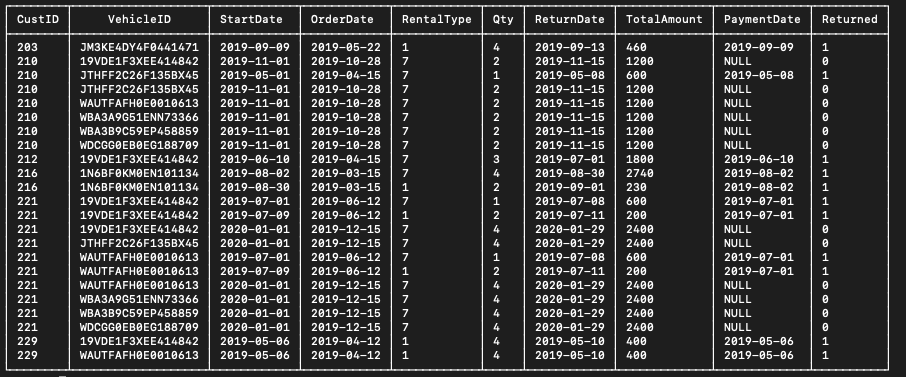 CustID VehicleID StartDate OrderDate RentalType Qty ReturnDate TotalAmount PaymentDate Returned
203 JM3KE4DY4F0441471 2019-09-09 2019-05-22 1 4 2019-09-13 460 2019-09-09 1
210 19VDE1F3XEE414842 2019-11-01 2019-10-28 7 2 2019-11-15 1200 NULL 0
210 JTHFF2C26F135BX45 2019-05-01 2019-04-15 7 1 2019-05-08 600 2019-05-08 1
210 JTHFF2C26F135BX45 2019-11-01 2019-10-28 7 2 2019-11-15 1200 NULL 0
210 WAUTFAFH0E0010613 2019-11-01 2019-10-28 7 2 2019-11-15 1200 NULL 0
210 WBA3A9G51ENN73366 2019-11-01 2019-10-28 7 2 2019-11-15 1200 NULL 0
210 WBA3B9C59EP458859 2019-11-01 2019-10-28 7 2 2019-11-15 1200 NULL 0
210 WDCGG0EB0EG188709 2019-11-01 2019-10-28 7 2 2019-11-15 1200 NULL 0
212 19VDE1F3XEE414842 2019-06-10 2019-04-15 7 3 2019-07-01 1800 2019-06-10 1
216 1N6BF0KM0EN101134 2019-08-02 2019-03-15 7 4 2019-08-30 2740 2019-08-02 1
216 1N6BF0KM0EN101134 2019-08-30 2019-03-15 1 2 2019-09-01 230 2019-08-02 1
221 19VDE1F3XEE414842 2019-07-01 2019-06-12 7 1 2019-07-08 600 2019-07-01 1
221 19VDE1F3XEE414842 2019-07-09 2019-06-12 1 2 2019-07-11 200 2019-07-01 1
221 19VDE1F3XEE414842 2020-01-01 2019-12-15 7 4 2020-01-29 2400 NULL 0
221 JTHFF2C26F135BX45 2020-01-01 2019-12-15 7 4 2020-01-29 2400 NULL 0
221 WAUTFAFH0E0010613 2019-07-01 2019-06-12 7 1 2019-07-08 600 2019-07-01 1
221 WAUTFAFH0E0010613 2019-07-09 2019-06-12 1 2 2019-07-11 200 2019-07-01 1
221 WAUTFAFH0E0010613 2020-01-01 2019-12-15 7 4 2020-01-29 2400 NULL 0
221 WBA3A9G51ENN73366 2020-01-01 2019-12-15 7 4 2020-01-29 2400 NULL 0
221 WBA3B9C59EP458859 2020-01-01 2019-12-15 7 4 2020-01-29 2400 NULL 0
221 WDCGG0EB0EG188709 2020-01-01 2019-12-15 7 4 2020-01-29 2400 NULL 0
229 19VDE1F3XEE414842 2019-05-06 2019-04-12 1 4 2019-05-10 400 2019-05-06 1
229 WAUTFAFH0E0010613 2019-05-06 2019-04-12 1 4 2019-05-10 400 2019-05-06 1